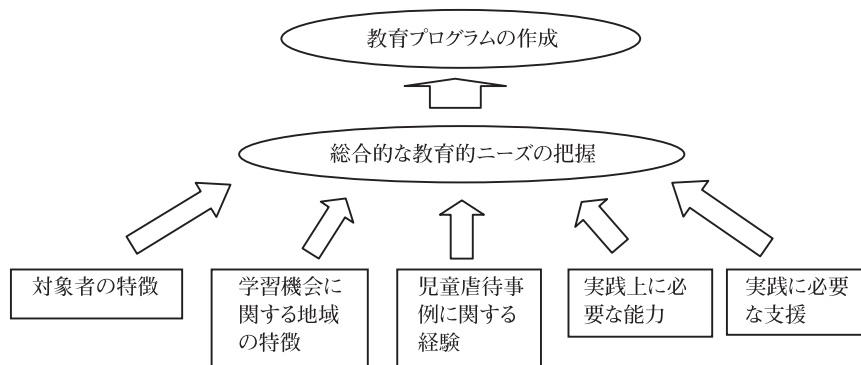 教育プログラムの作成
総合的な教育的ニーズの把握
対象者の特徴
学習機会に
関する地域
の特徴
児童虐待事
例に関する
経験
実践上に必
要な能力
実践に必要
な支援